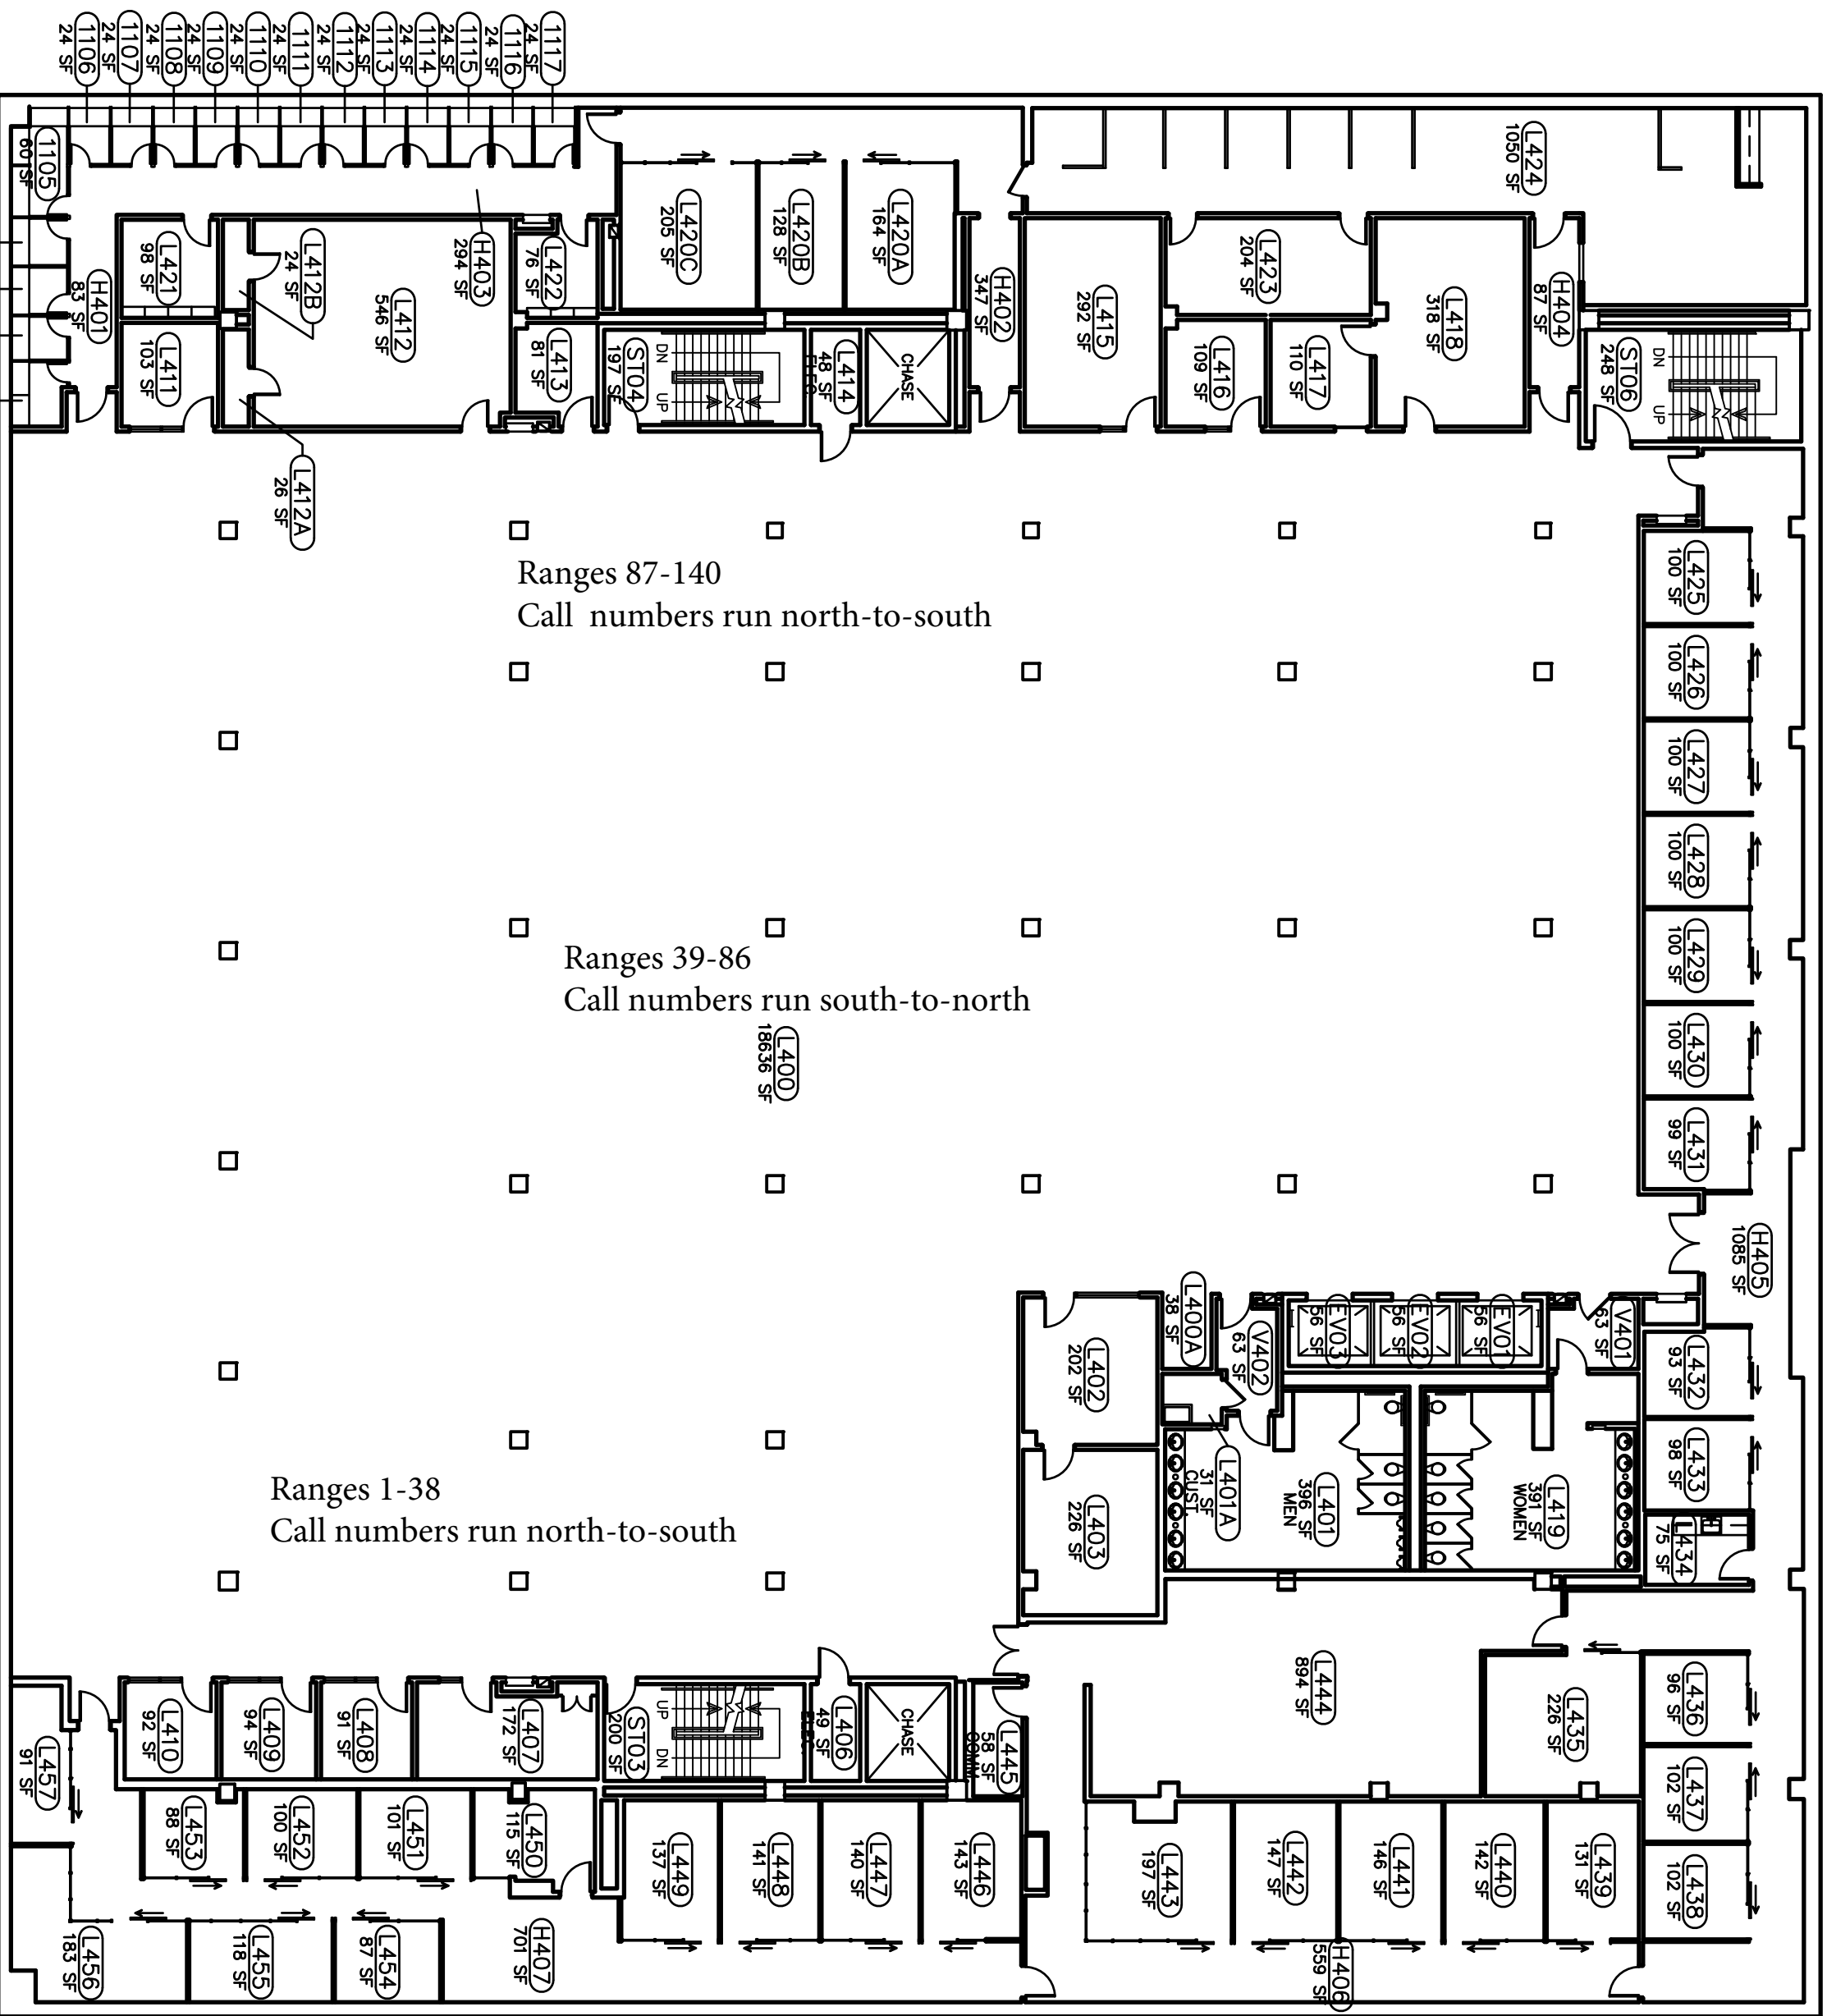 1106
24 SF
1107
24 SF
1108
24 SF
1109
24 SF
1110
24 SF
1111
24 SF
1112
24 SF
1113
24 SF
1114
24 SF
1115
24 SF
1116
24 SF
1117
24 SF
1105
60 SF
H401
83 SF
L421
98 SF
L411
103 SF
L412B
24 SF
L412
546 SF
H403
294 SF
L422
76 SF
L413
81 SF
L412A
26 SF
L420C
205 SF
L420B
128 SF
L420A
164 SF
ST04
197 SF
DN
UP
L414
48 SF
ELEC.
CHASE
H402
347 SF
L415
292 SF
L423
204 SF
L416
109 SF
L417
110 SF
L418
318 SF
L424
1050 SF
H404
87 SF
ST06
248 SF
DN
UP
Ranges 87-140
Call numbers run north-to-south
L425
100 SF
L426
100 SF
L427
100 SF
L428
100 SF
L429
100 SF
L430
100 SF
L431
99 SF
Ranges 39-86
Call numbers run south-to-north
L400
18636 SF
H405
1085 SF
L400A
38 SF
V402
63 SF
EV03
56 SF
EV02
56 SF
EV01
56 SF
V401
63 SF
L432
93 SF
L433
98 SF
L434
75 SF
L402
202 SF
L403
226 SF
L401A
31 SF
CUST.
L401
396 SF
MEN
L419
391 SF
WOMEN
Ranges 1-38
Call numbers run north-to-south
L457
91 SF
L410
92 SF
L409
94 SF
L408
91 SF
L407
172 SF
ST03
200 SF
UP
DN
L406
49 SF
ELEC.
CHASE
L445
58 SF
COMM
L444
894 SF
L435
226 SF
L436
96 SF
L437
102 SF
L438
102 SF
L453
88 SF
L452
100 SF
L451
101 SF
L450
115 SF
L449
137 SF
L448
141 SF
L447
140 SF
L446
143 SF
L443
197 SF
L442
147 SF
L441
146 SF
L440
142 SF
L439
131 SF
L456
183 SF
L455
118 SF
L454
87 SF
H407
701 SF
H406
559 SF